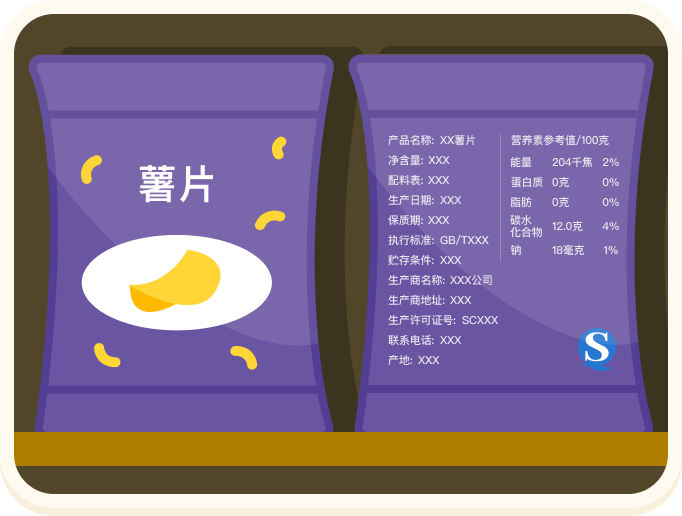 薯片
产品名称: XX薯片
净含量: XXX
配料表: XXX
生产日期: XXX
保质期: XXX
执行标准: GB/TXXX
贮存条件: XXX
生产商名称: XXX公司
生产商地址: XXX
生产许可证号: SCXXX
联系电话: XXX
产地: XXX
营养素参考值/100克
能量 204千焦 2%
蛋白质 0克 0%
脂肪 0克 0%
碳水
化合物 12.0克 4%
钠 18毫克 1%
S